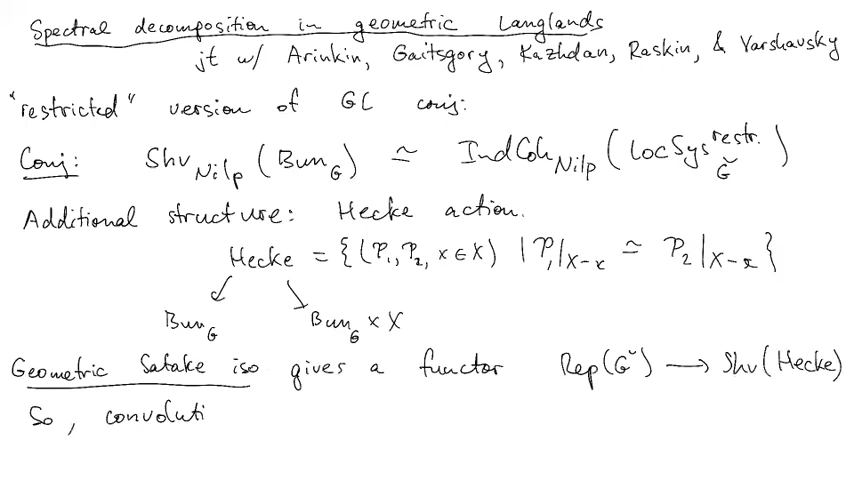 Spectral decomposition in geometric Langlands
jt w/ Arinkin, Gaitsgory, Kazhdan, Raskin, & Varshavsky
"restricted" version of GL conj:
Conj: Shv_Nilp (Bun_G) ≃ IndCoh_Nilp (LocSys^restr._Ğ)
Additional structure: Hecke action.
Hecke = {(P₁, P₂, x ∈ X) | P₁|_X-x ≃ P₂|_X-x}
↙ ↘
Bun_G Bun_G × X
Geometric Satake iso gives a functor Rep(Ğ) → Shv(Hecke)
So, convoluti